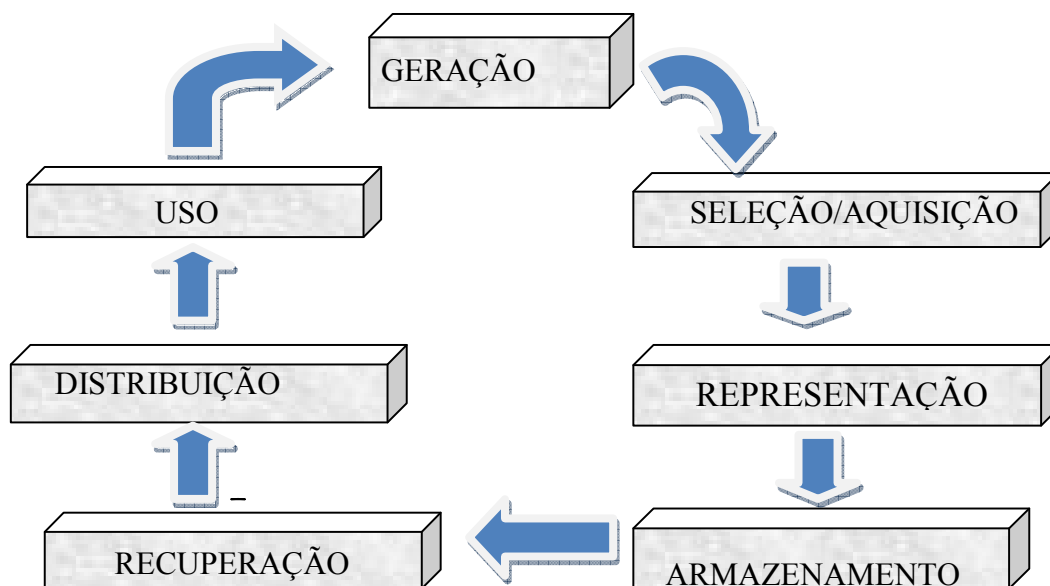 GERAÇÃO
SELEÇÃO/AQUISIÇÃO
REPRESENTAÇÃO
ARMAZENAMENTO
RECUPERAÇÃO
DISTRIBUIÇÃO
USO